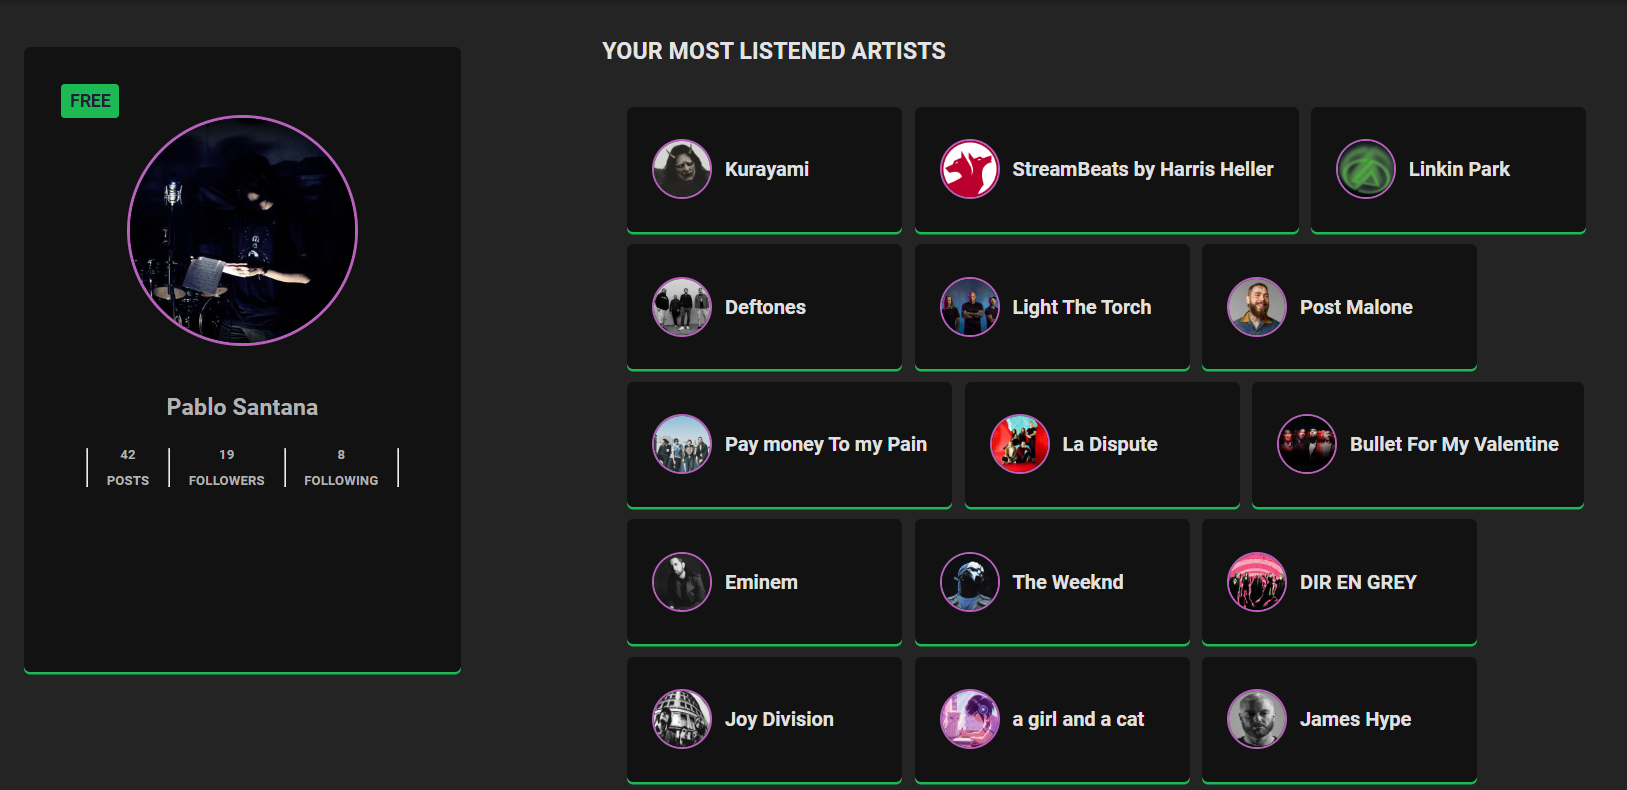 FREE
Pablo Santana
42 19 8
POSTS FOLLOWERS FOLLOWING
YOUR MOST LISTENED ARTISTS
Kurayami
StreamBeats by Harris Heller
Linkin Park
Deftones
Light The Torch
Post Malone
Pay money To my Pain
La Dispute
Bullet For My Valentine
Eminem
The Weeknd
DIR EN GREY
Joy Division
a girl and a cat
James Hype